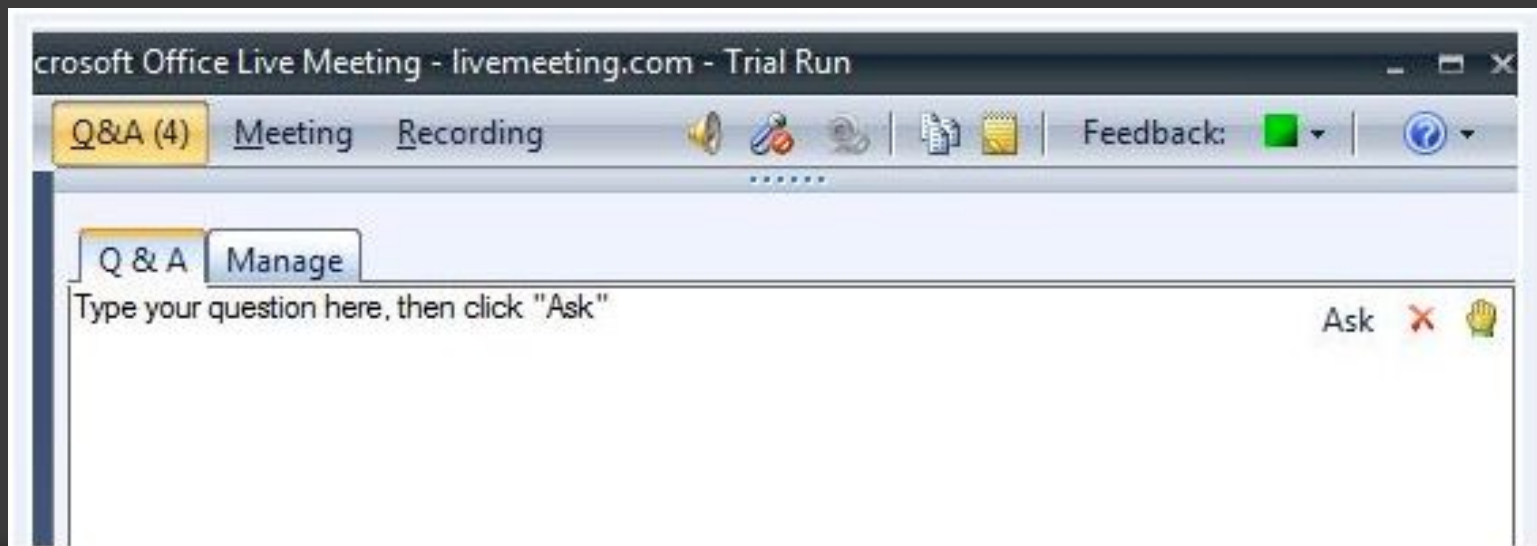 crosoft Office Live Meeting - livemeeting.com - Trial Run
Q&A (4) Meeting Recording Feedback:
Q & A Manage
Type your question here, then click "Ask" Ask